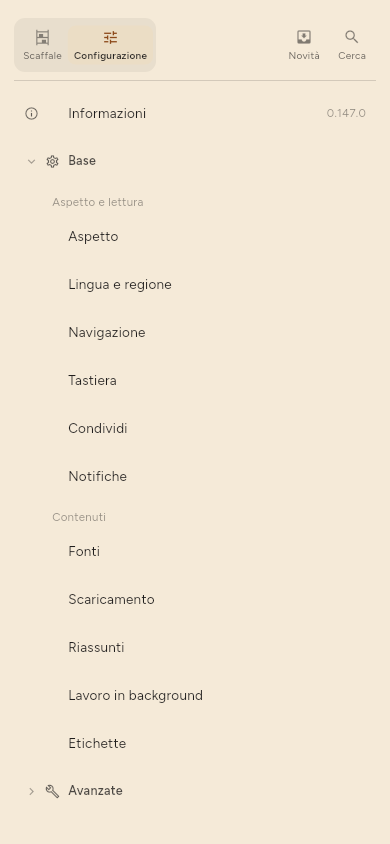 Scaffale
Configurazione
Novità
Cerca
Informazioni
0.147.0
Base
Aspetto e lettura
Aspetto
Lingua e regione
Navigazione
Tastiera
Condividi
Notifiche
Contenuti
Fonti
Scaricamento
Riassunti
Lavoro in background
Etichette
Avanzate